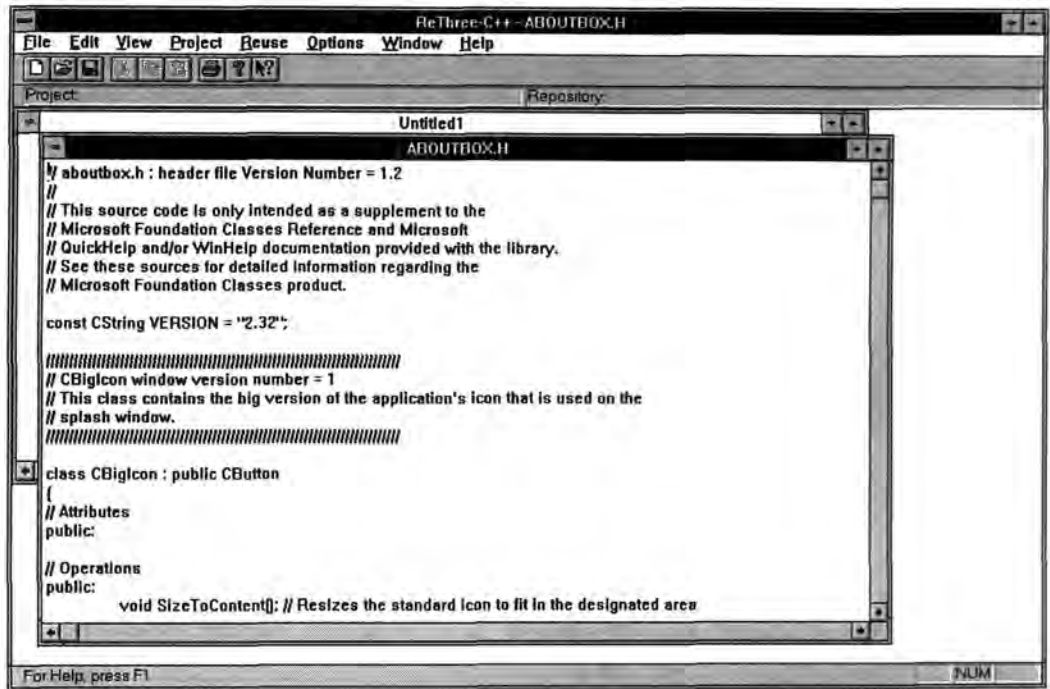 ReThree-C++ - ABOUTBOX.H
File Edit View Project Reuse Options Window Help
Project: Repository:
Untitled1
ABOUTBOX.H
// aboutbox.h : header file Version Number = 1.2
//
// This source code is only intended as a supplement to the
// Microsoft Foundation Classes Reference and Microsoft
// QuickHelp and/or WinHelp documentation provided with the library.
// See these sources for detailed information regarding the
// Microsoft Foundation Classes product.
const CString VERSION = "2.32";
//////////////////////////////////////////////////////////////////////////////
// CBigIcon window version number = 1
// This class contains the big version of the application's icon that is used on the
// splash window.
//////////////////////////////////////////////////////////////////////////////
class CBigIcon : public CButton
{
// Attributes
public:
// Operations
public:
void SizeToContent(); // Resizes the standard icon to fit in the designated area
For Help, press F1 NUM